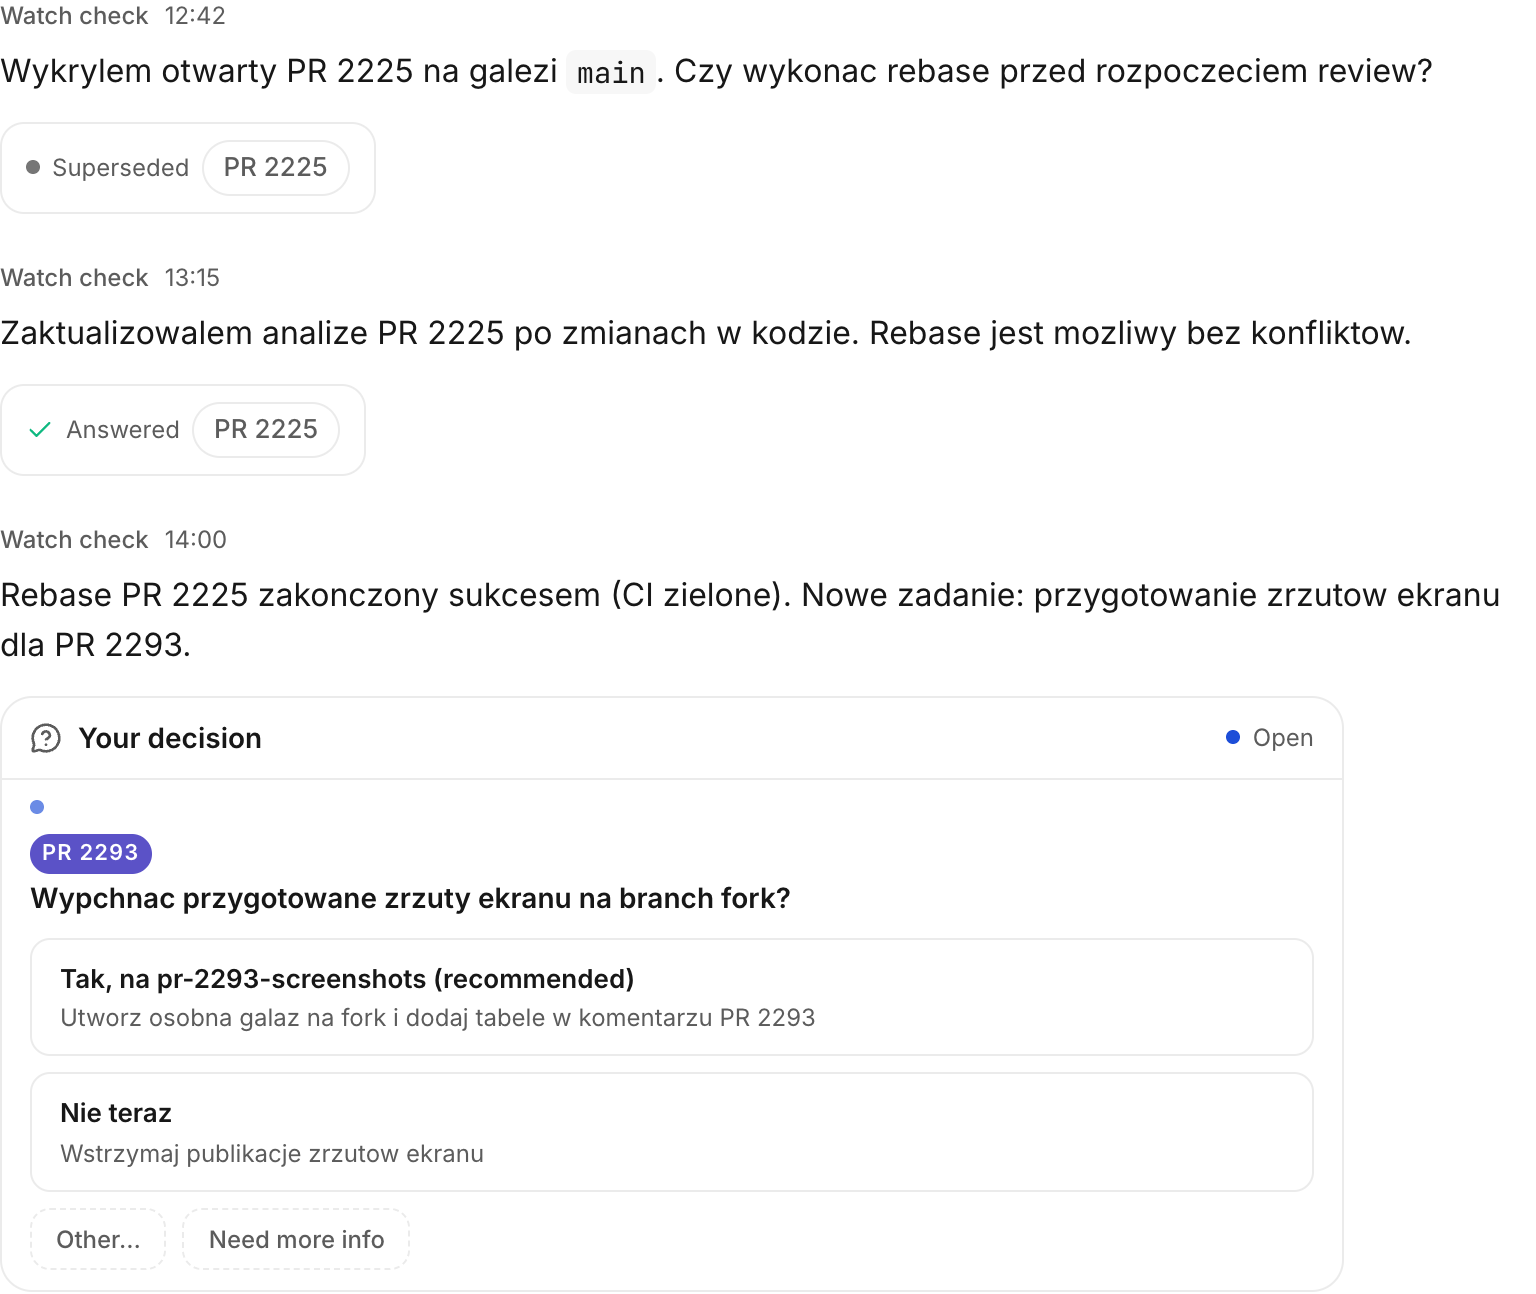 Watch check 12:42
Wykrylem otwarty PR 2225 na galezi main. Czy wykonac rebase przed rozpoczeciem review?
Superseded PR 2225
Watch check 13:15
Zaktualizowalem analize PR 2225 po zmianach w kodzie. Rebase jest mozliwy bez konfliktow.
Answered PR 2225
Watch check 14:00
Rebase PR 2225 zakonczony sukcesem (CI zielone). Nowe zadanie: przygotowanie zrzutow ekranu
dla PR 2293.
Your decision Open
PR 2293
Wypchnac przygotowane zrzuty ekranu na branch fork?
Tak, na pr-2293-screenshots (recommended)
Utworz osobna galaz na fork i dodaj tabele w komentarzu PR 2293
Nie teraz
Wstrzymaj publikacje zrzutow ekranu
Other... Need more info